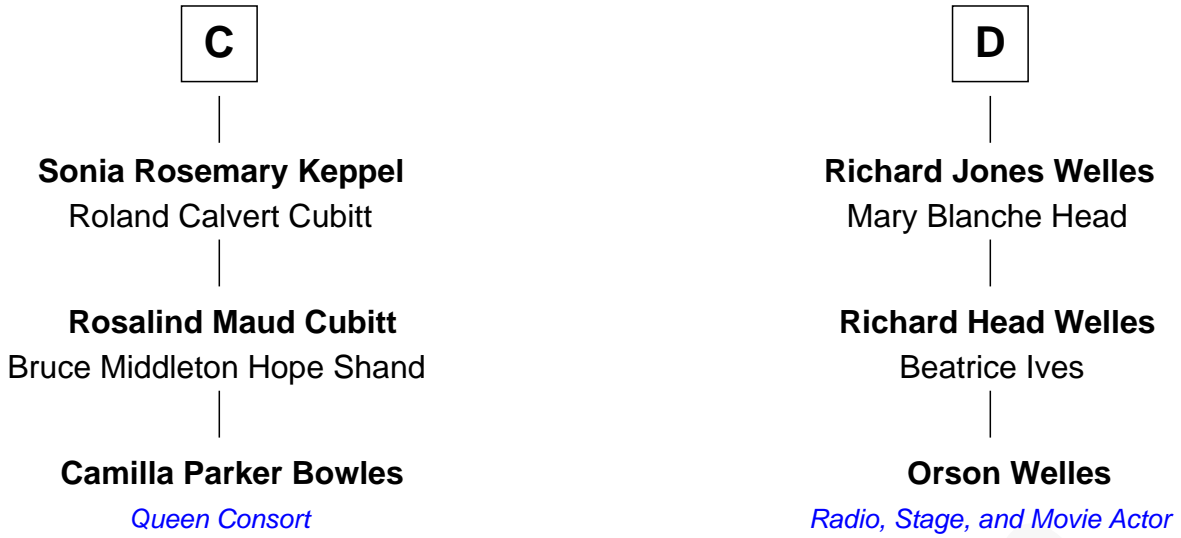 C
Sonia Rosemary Keppel
Roland Calvert Cubitt
Rosalind Maud Cubitt
Bruce Middleton Hope Shand
Camilla Parker Bowles
Queen Consort
D
Richard Jones Welles
Mary Blanche Head
Richard Head Welles
Beatrice Ives
Orson Welles
Radio, Stage, and Movie Actor